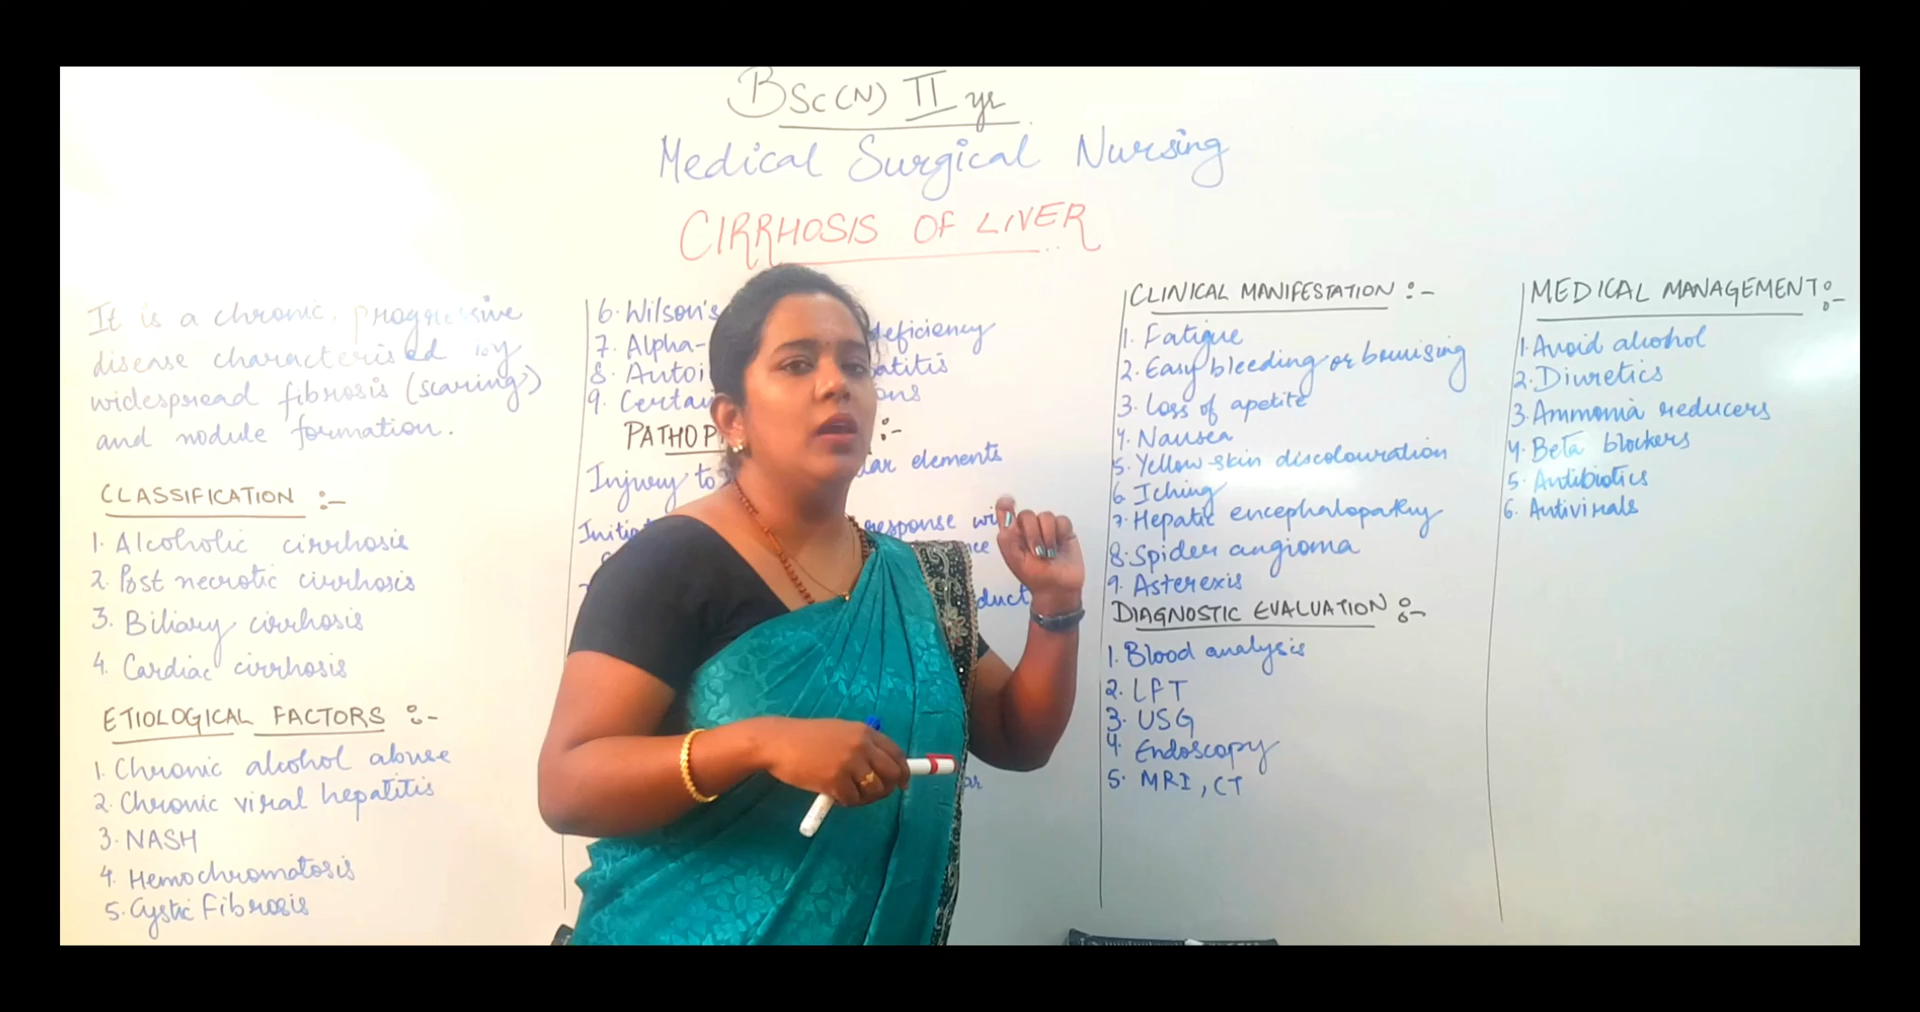 BSc(N) II yr
Medical Surgical Nursing
CIRRHOSIS OF LIVER
It is a chronic, progressive
disease characterised by
widespread fibrosis (scaring)
and nodule formation.
CLASSIFICATION :-
1. Alcoholic cirrhosis
2. Post necrotic cirrhosis
3. Biliary cirrhosis
4. Cardiac cirrhosis
ETIOLOGICAL FACTORS :-
1. Chronic alcohol abuse
2. Chronic viral hepatitis
3. NASH
4. Hemochromatosis
5. Cystic Fibrosis
6. Wilson's
7. Alpha- deficiency
8. Autoi atitis
9. Certai ons
PATHOP :-
Injury to lar elements
Initia response wi
nce
duct
ar
CLINICAL MANIFESTATION :-
1. Fatigue
2. Easy bleeding or bruising
3. Loss of apetite
4. Nausea
5. Yellow skin discolouration
6. Iching
7. Hepatic encephalopathy
8. Spider angioma
9. Asterexis
DIAGNOSTIC EVALUATION :-
1. Blood analysis
2. LFT
3. USG
4. Endoscopy
5. MRI, CT
MEDICAL MANAGEMENT :-
1. Avoid alcohol
2. Diuretics
3. Ammonia reducers
4. Beta blockers
5. Antibiotics
6. Antivirals